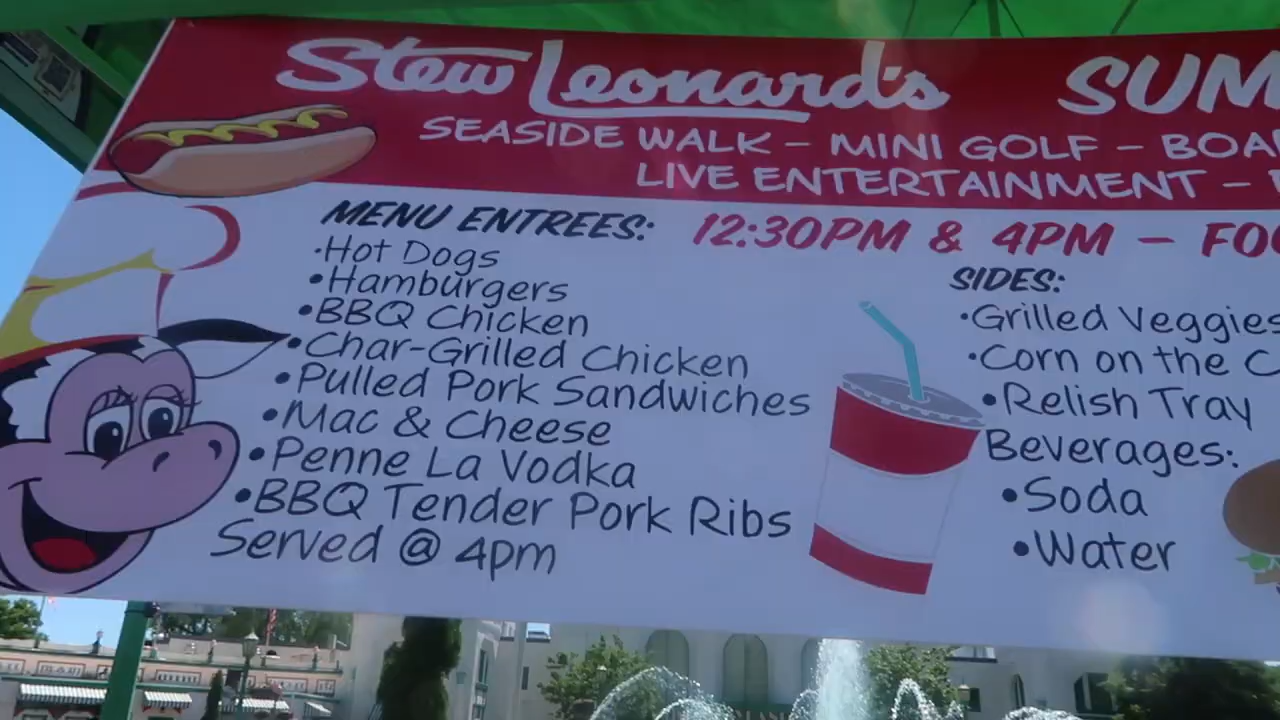 Stew Leonard's SUM
SEASIDE WALK - MINI GOLF - BOA
LIVE ENTERTAINMENT -
MENU ENTREES: 12:30PM & 4PM - FOO
•Hot Dogs
•Hamburgers
•BBQ Chicken
•Char-Grilled Chicken
•Pulled Pork Sandwiches
•Mac & Cheese
•Penne La Vodka
•BBQ Tender Pork Ribs
Served @ 4pm
SIDES:
•Grilled Veggies
•Corn on the C
•Relish Tray
Beverages:
•Soda
•Water